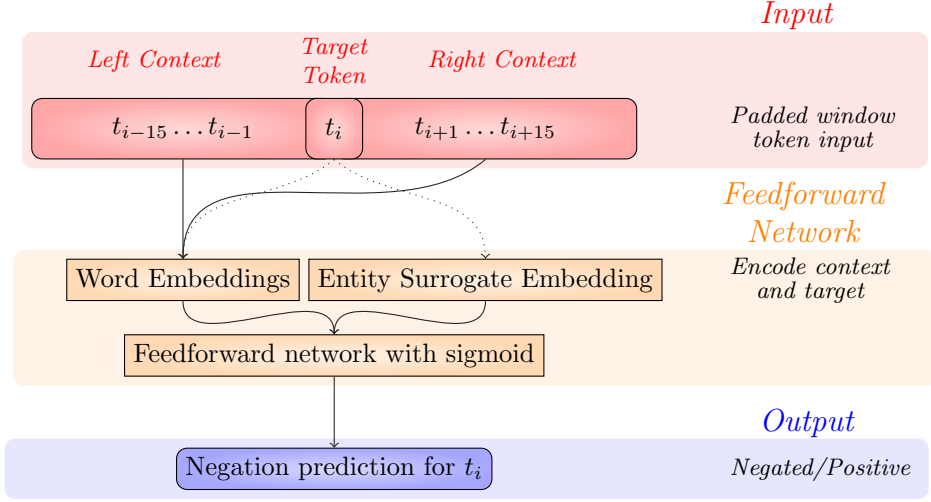 Input
Left Context
Target
Token
Right Context
t_{i−15} … t_{i−1}
t_i
t_{i+1} … t_{i+15}
Padded window
token input
Feedforward
Network
Word Embeddings
Entity Surrogate Embedding
Encode context
and target
Feedforward network with sigmoid
Output
Negation prediction for t_i
Negated/Positive